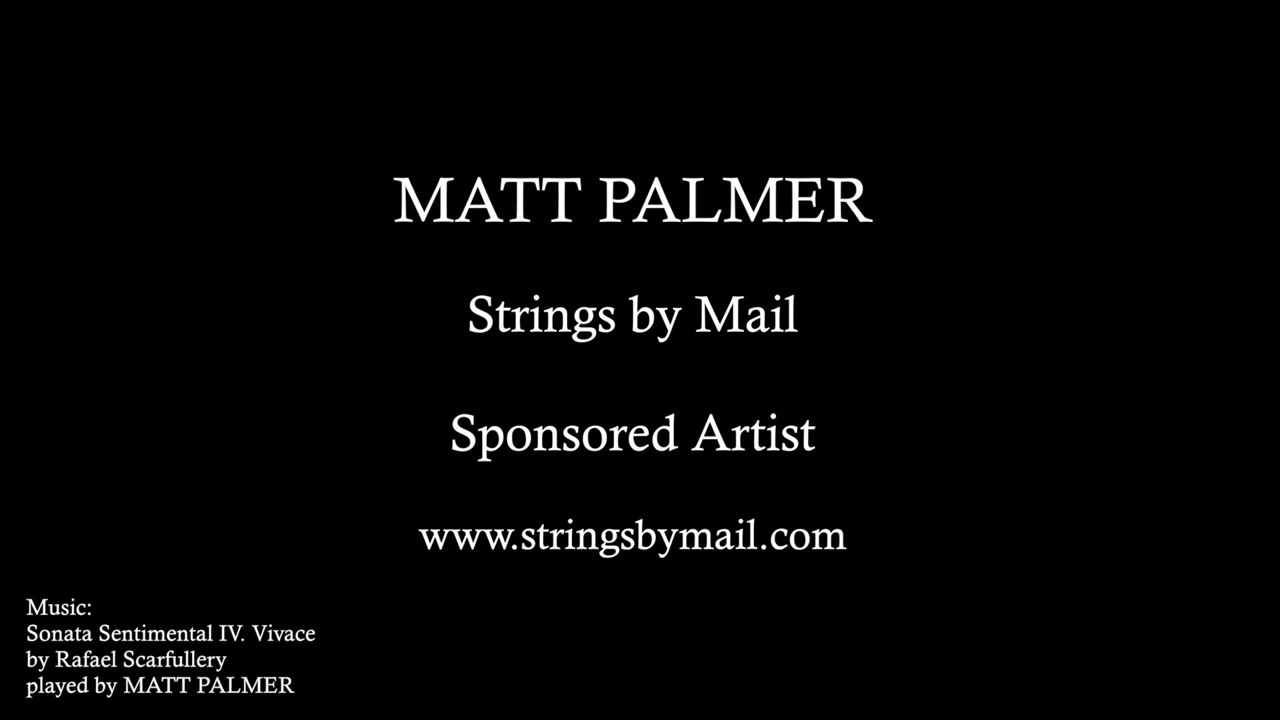 MATT PALMER
Strings by Mail
Sponsored Artist
www.stringsbymail.com
Music:
Sonata Sentimental IV. Vivace
by Rafael Scarfullery
played by MATT PALMER